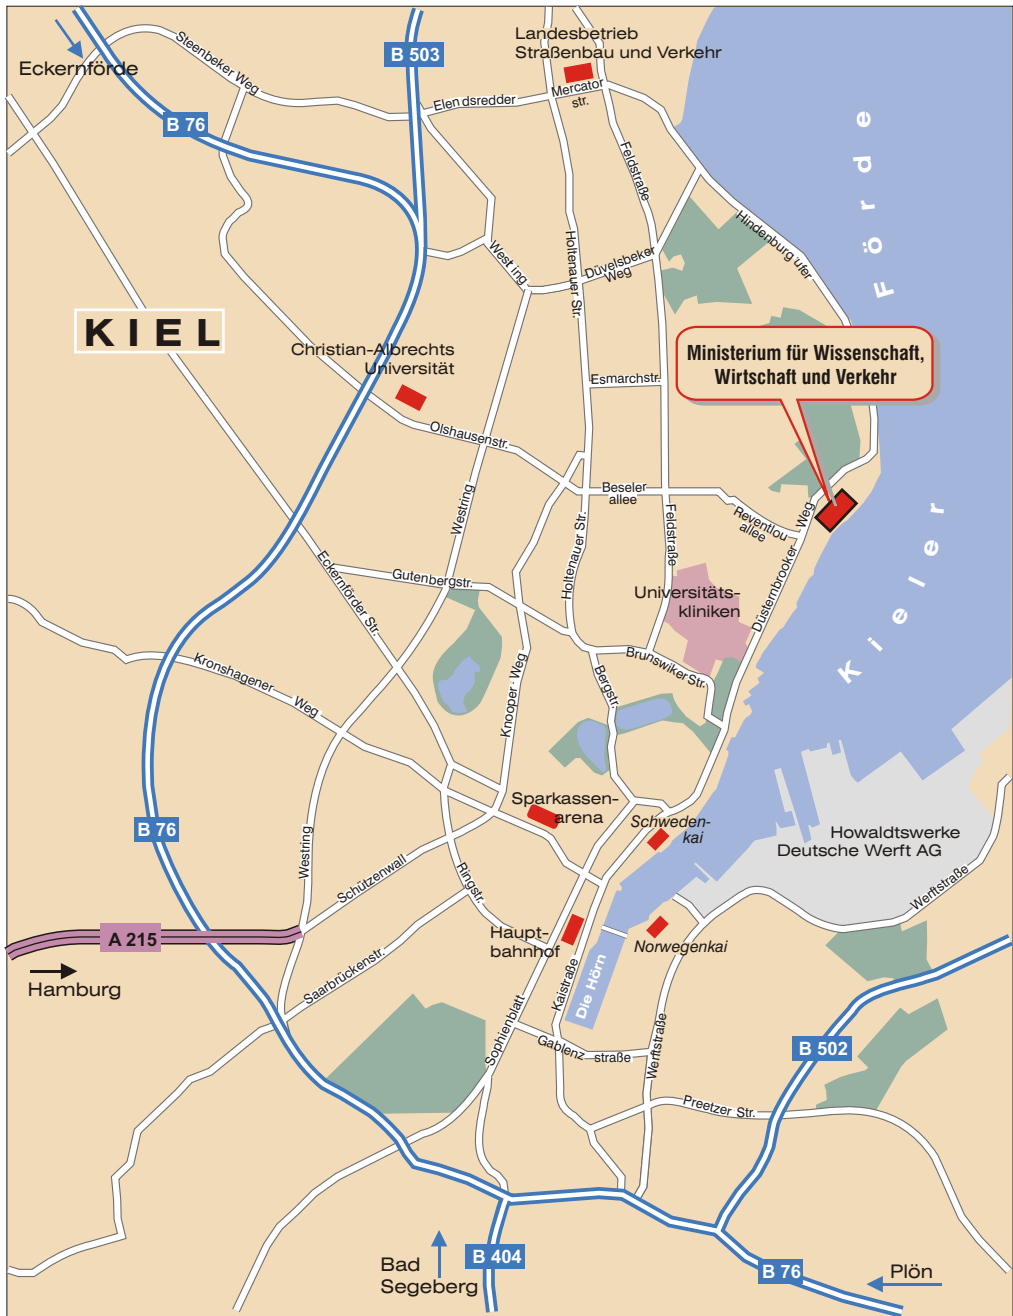 Landesbetrieb
Straßenbau und Verkehr
B 503
Steenbeker Weg
Eckernförde
Elendsredder
Mercator
str.
B 76
Feldstraße
Kieler Förde
Hindenburgufer
Westring
Holtenauer Str.
Düvelsbeker
Weg
KIEL
Christian-Albrechts
Universität
Ministerium für Wissenschaft,
Wirtschaft und Verkehr
Esmarchstr.
Olshausenstr.
Beseler
allee
Westring
Reventlou
allee
Holtenauer Str.
Feldstraße
Düsternbrooker Weg
Eckernförder Str.
Gutenbergstr.
Universitäts-
kliniken
Kronshagener Weg
Knooper-Weg
Bergstr.
Brunswiker Str.
Sparkassen-
arena
Schweden-
kai
B 76
Howaldtswerke
Deutsche Werft AG
Westring
Schützenwall
Ringstr.
Werftstraße
A 215
Haupt-
bahnhof
Norwegenkai
Hamburg
Saarbrückenstr.
Kaistraße
Die Hörn
Sophienblatt
Gablenz straße
Werftstraße
B 502
Preetzer Str.
Bad
Segeberg
B 404
B 76
Plön